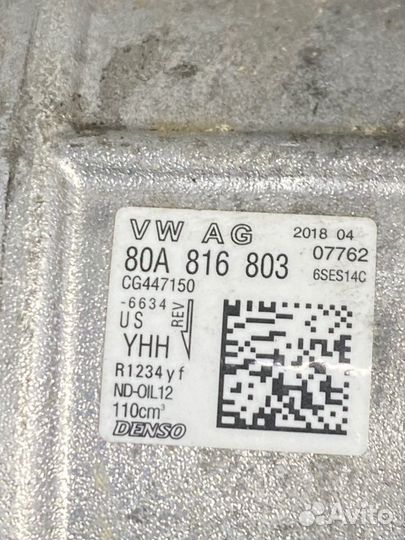 VW AG 2018 04
07762
80A 816 803 6SES14C
CG447150
-6634
US REV
YHH
R1234yf
ND-OIL12
110cm³
DENSO
Avito